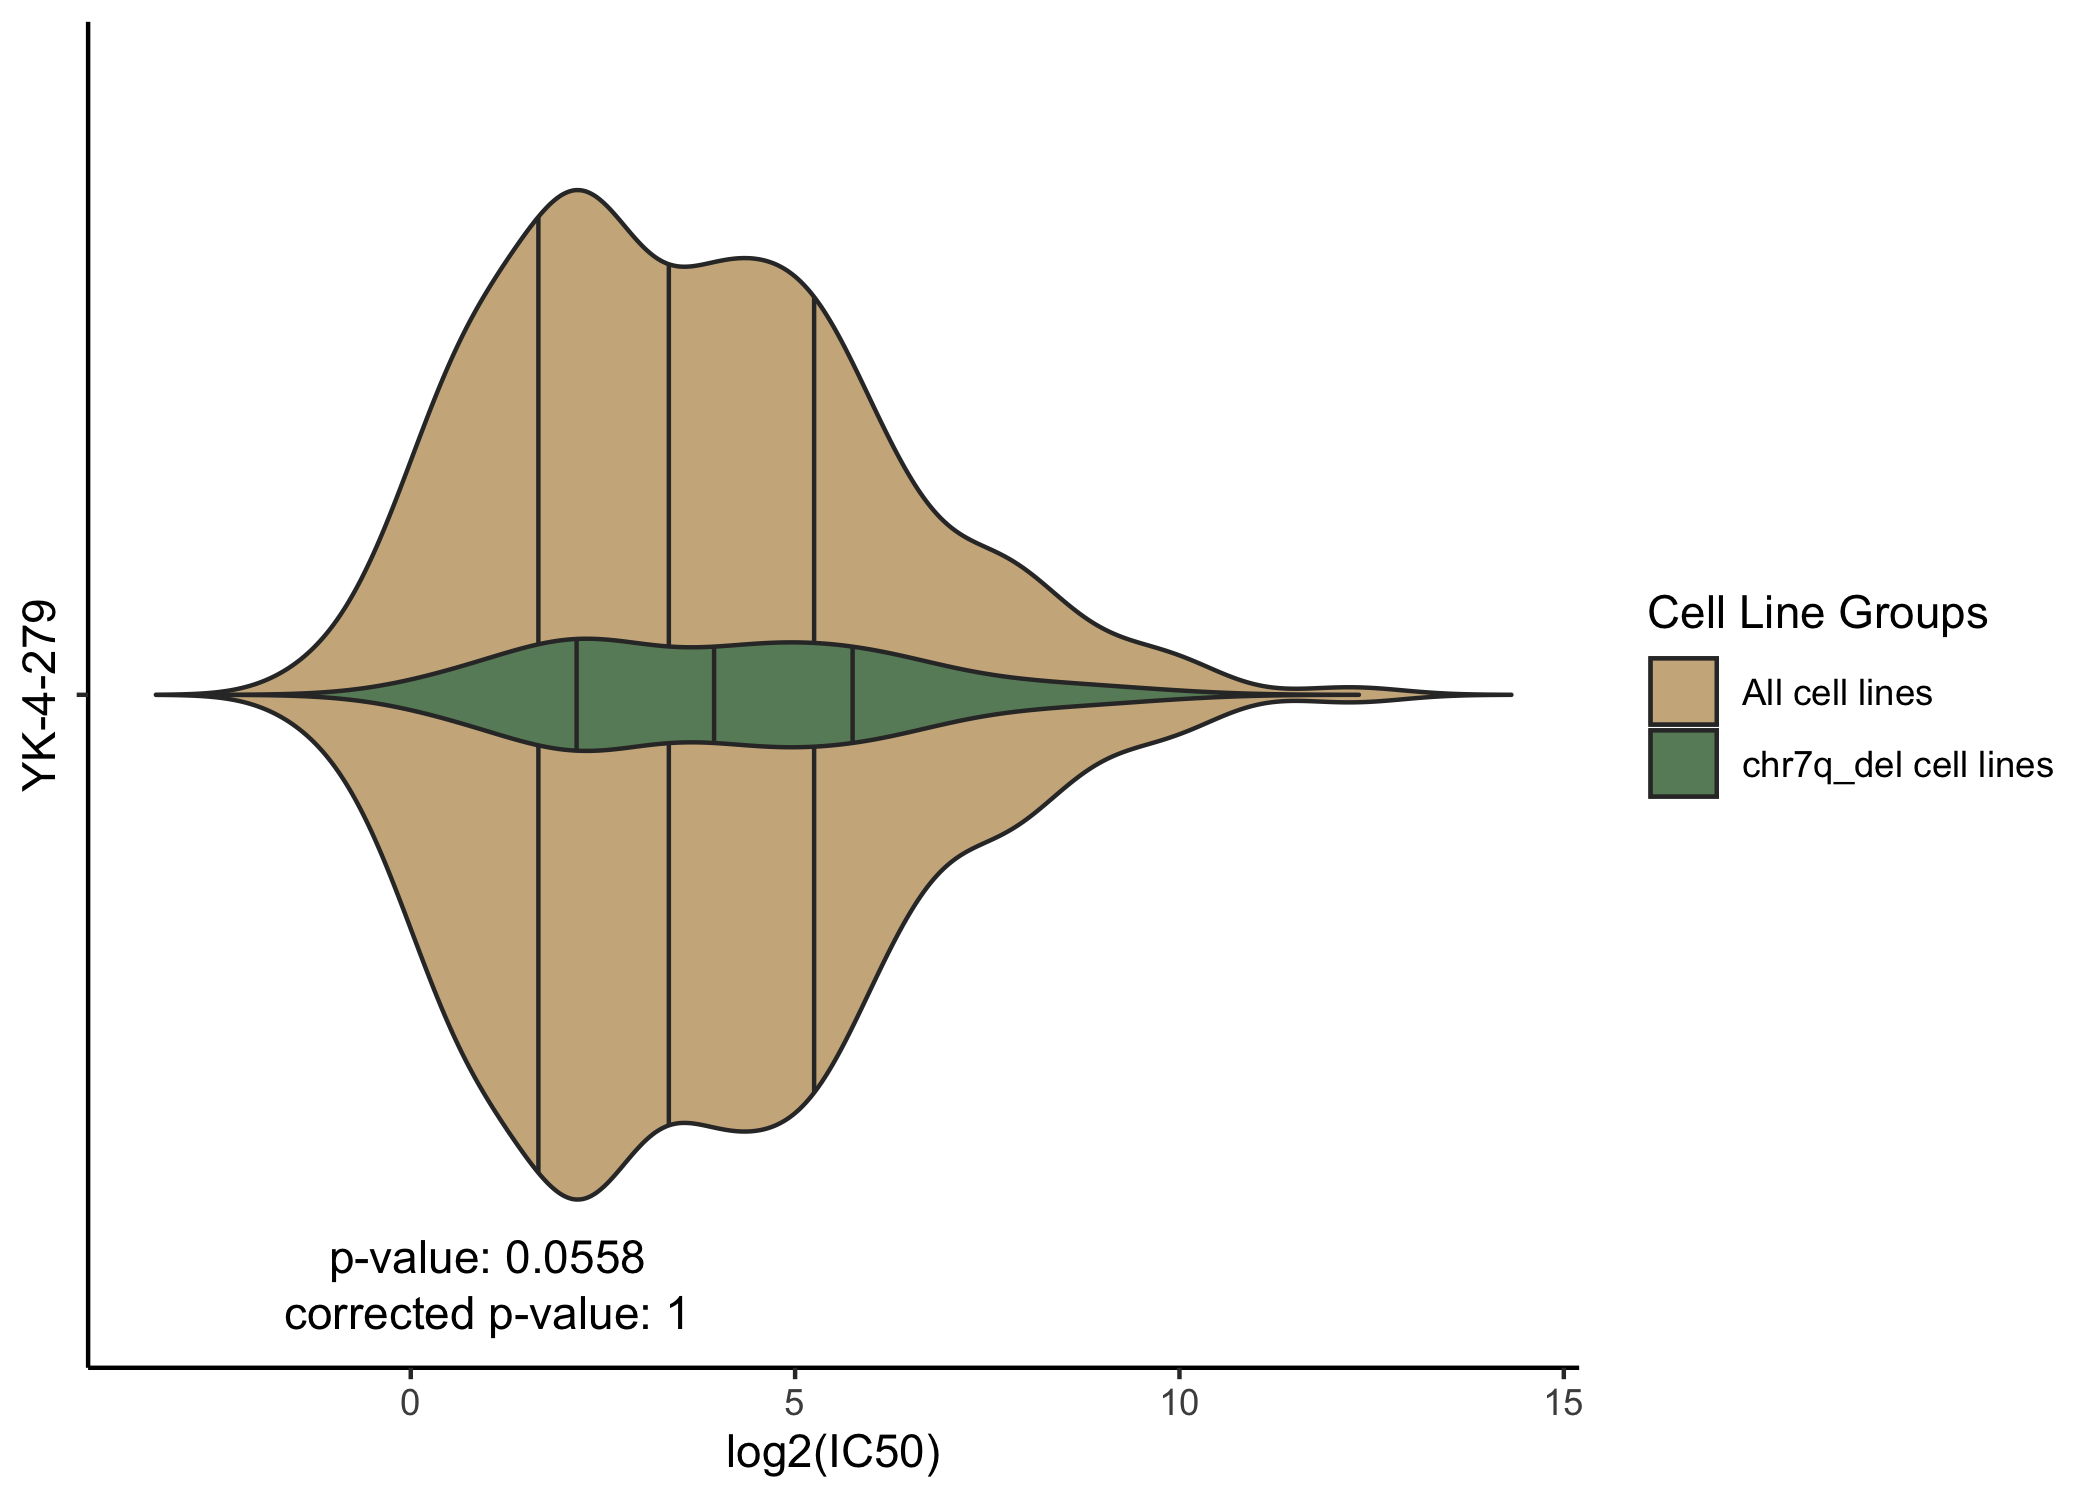 YK-4-279
Cell Line Groups
All cell lines
chr7q_del cell lines
p-value: 0.0558
corrected p-value: 1
0 5 10 15
log2(IC50)